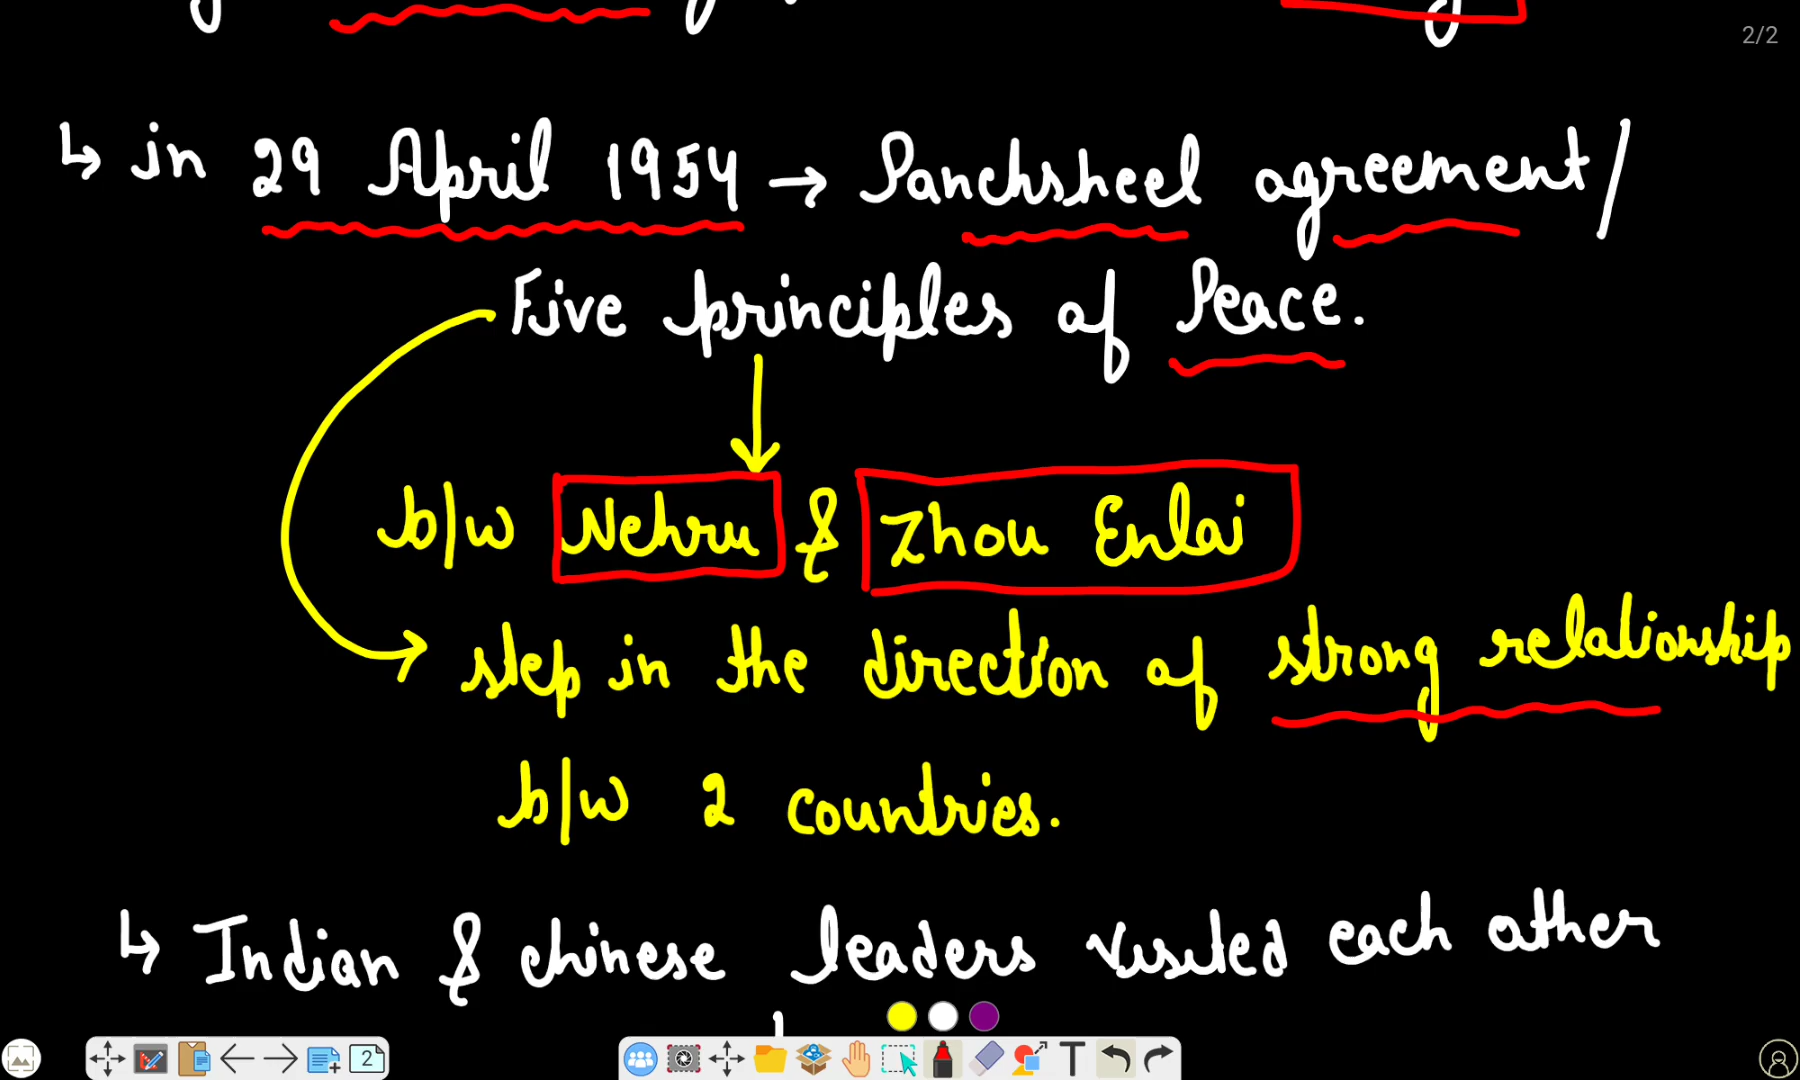 2/2
↳ in 29 April 1954 → Panchsheel agreement/
Five principles of Peace.
b/w Nehru & Zhou Enlai
step in the direction of strong relationship
b/w 2 countries.
↳ Indian & chinese leaders visited each other
2
T